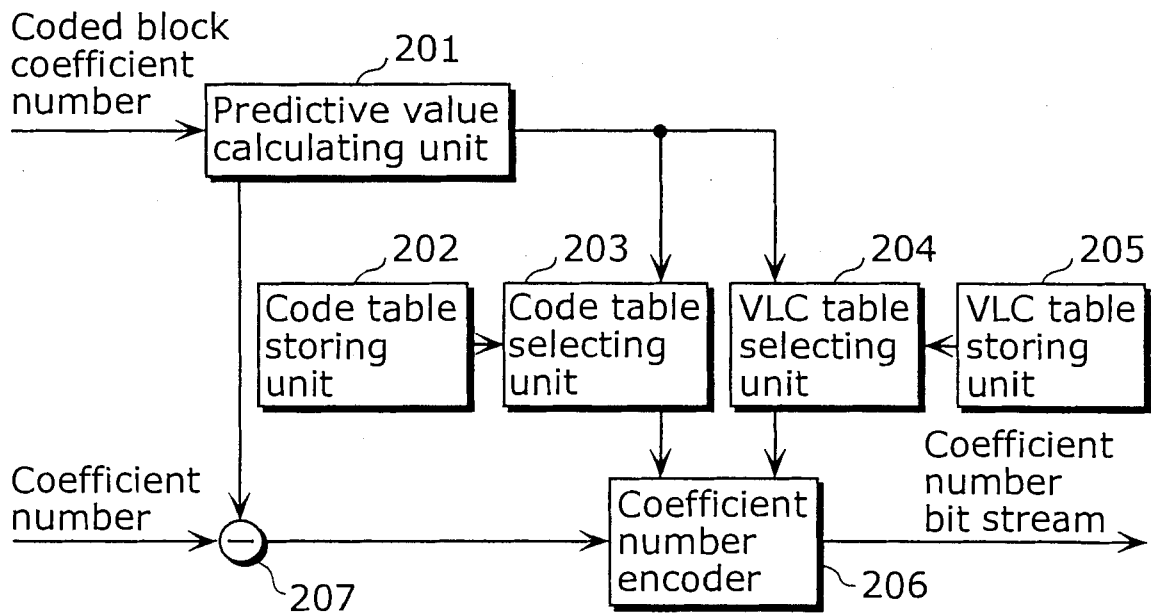 Coded block
coefficient
number
201
Predictive value
calculating unit
202
203
204
205
Code table
storing
unit
Code table
selecting
unit
VLC table
selecting
unit
VLC table
storing
unit
Coefficient
number
207
Coefficient
number
encoder
206
Coefficient
number
bit stream